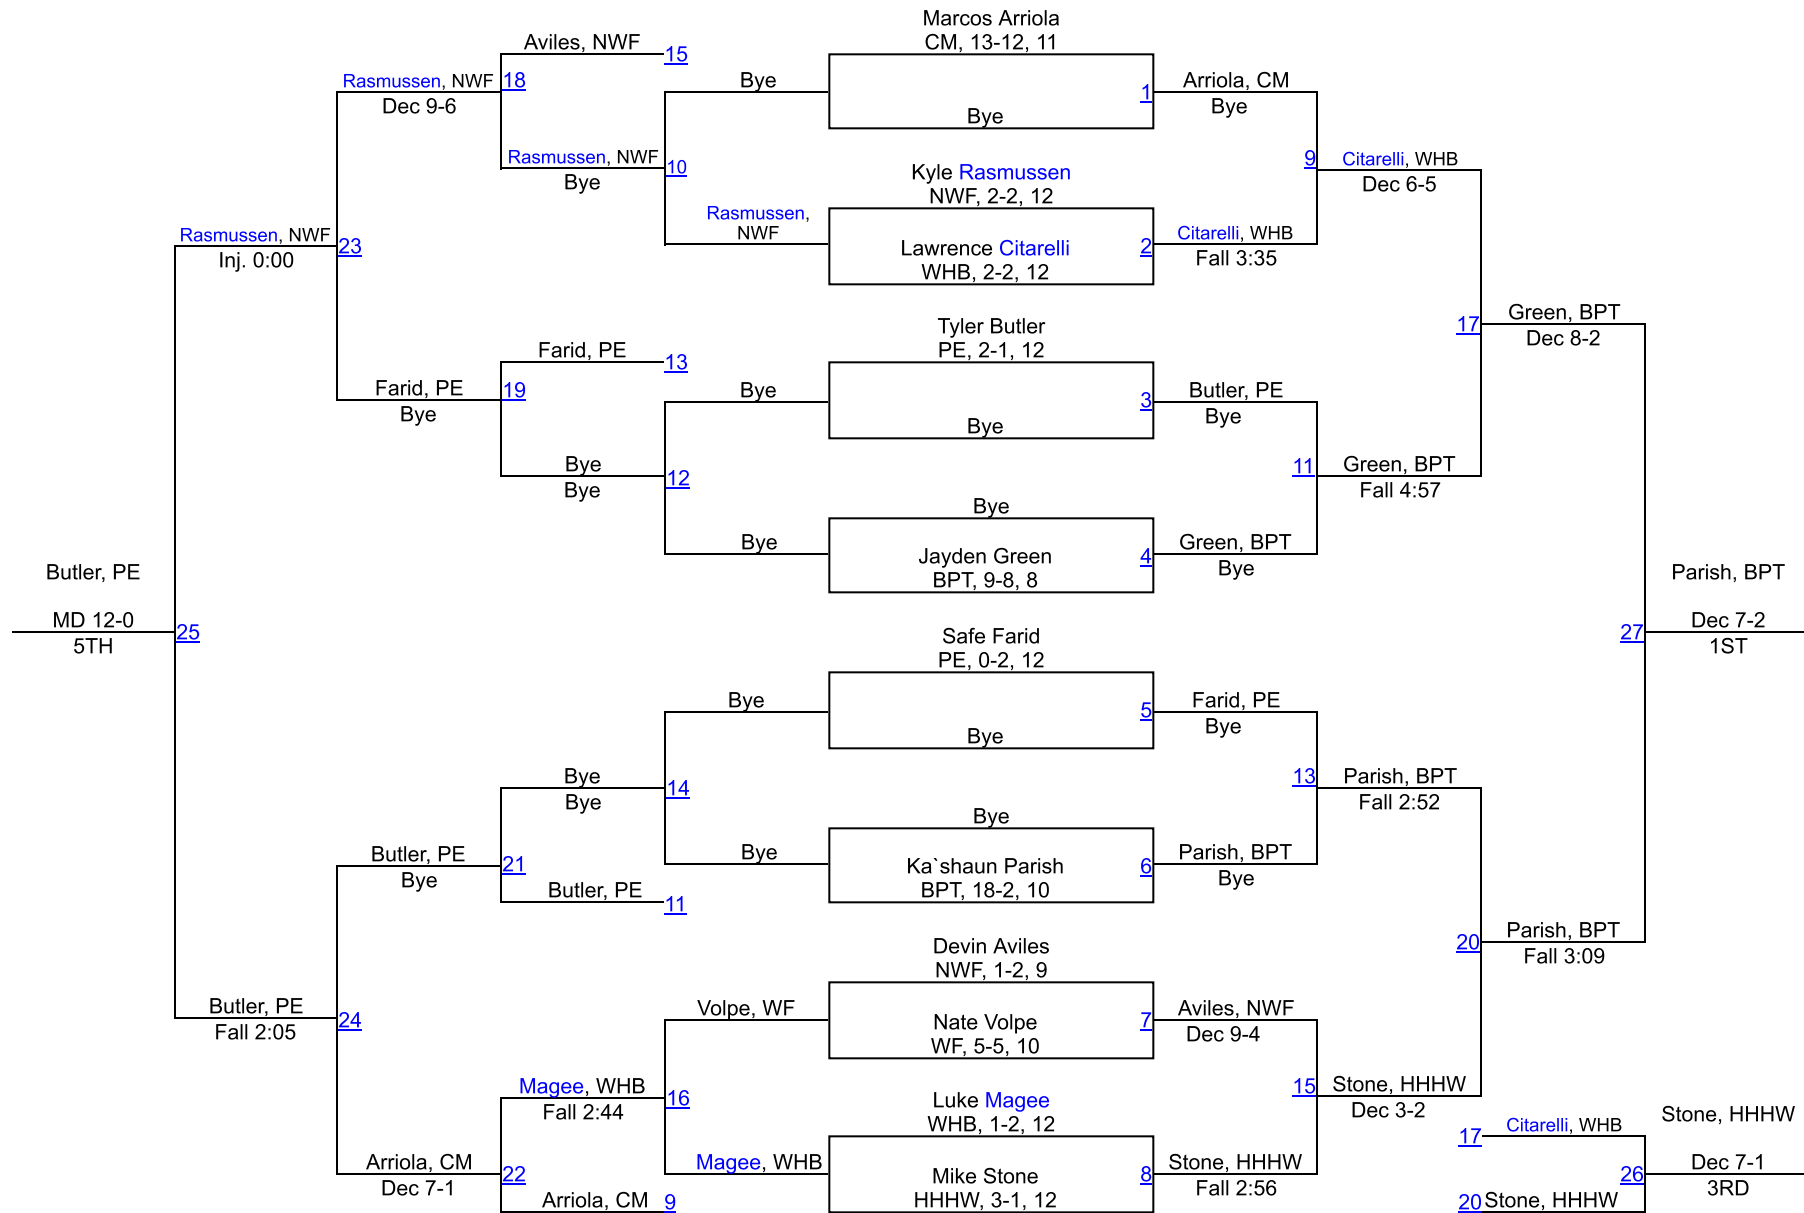 Marcos Arriola
CM, 13-12, 11
Aviles, NWF
15
Rasmussen, NWF
18
Dec 9-6
Bye
1
Arriola, CM
Bye
Bye
Rasmussen, NWF
10
Bye
9
Citarelli, WHB
Dec 6-5
Kyle Rasmussen
NWF, 2-2, 12
Rasmussen,
NWF
Lawrence Citarelli
WHB, 2-2, 12
2
Citarelli, WHB
Fall 3:35
Rasmussen, NWF
23
Inj. 0:00
Tyler Butler
PE, 2-1, 12
17
Green, BPT
Dec 8-2
Farid, PE
13
Farid, PE
19
Bye
Bye
3
Butler, PE
Bye
Bye
Bye
12
Bye
11
Green, BPT
Fall 4:57
Bye
Bye
Jayden Green
BPT, 9-8, 8
4
Green, BPT
Bye
Butler, PE
MD 12-0
25
5TH
Parish, BPT
27
Dec 7-2
1ST
Safe Farid
PE, 0-2, 12
Bye
5
Farid, PE
Bye
Bye
Bye
14
Bye
13
Parish, BPT
Fall 2:52
Bye
Butler, PE
21
Bye
Bye
Ka`shaun Parish
BPT, 18-2, 10
6
Parish, BPT
Bye
Butler, PE
11
Devin Aviles
NWF, 1-2, 9
20
Parish, BPT
Fall 3:09
Butler, PE
24
Fall 2:05
Volpe, WF
Nate Volpe
WF, 5-5, 10
7
Aviles, NWF
Dec 9-4
Magee, WHB
16
Fall 2:44
Luke Magee
WHB, 1-2, 12
15
Stone, HHHW
Dec 3-2
Arriola, CM
22
Dec 7-1
Magee, WHB
Mike Stone
HHHW, 3-1, 12
8
Stone, HHHW
Fall 2:56
Arriola, CM
9
17
Citarelli, WHB
Stone, HHHW
26
Dec 7-1
3RD
20
Stone, HHHW